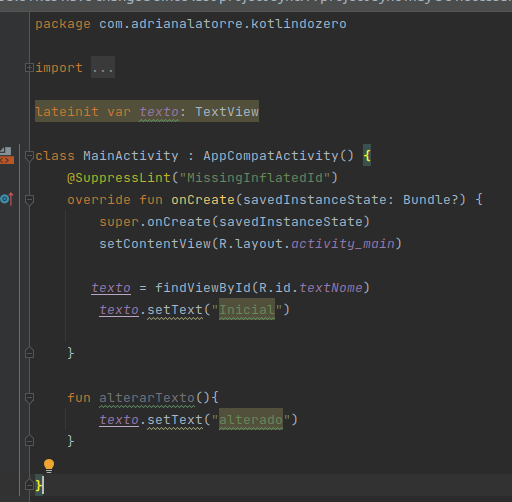 package com.adrianalatorre.kotlindozero
import ...
lateinit var texto: TextView
class MainActivity : AppCompatActivity() {
@SuppressLint("MissingInflatedId")
override fun onCreate(savedInstanceState: Bundle?) {
super.onCreate(savedInstanceState)
setContentView(R.layout.activity_main)
texto = findViewById(R.id.textNome)
texto.setText("Inicial")
}
fun alterarTexto(){
texto.setText("alterado")
}
}